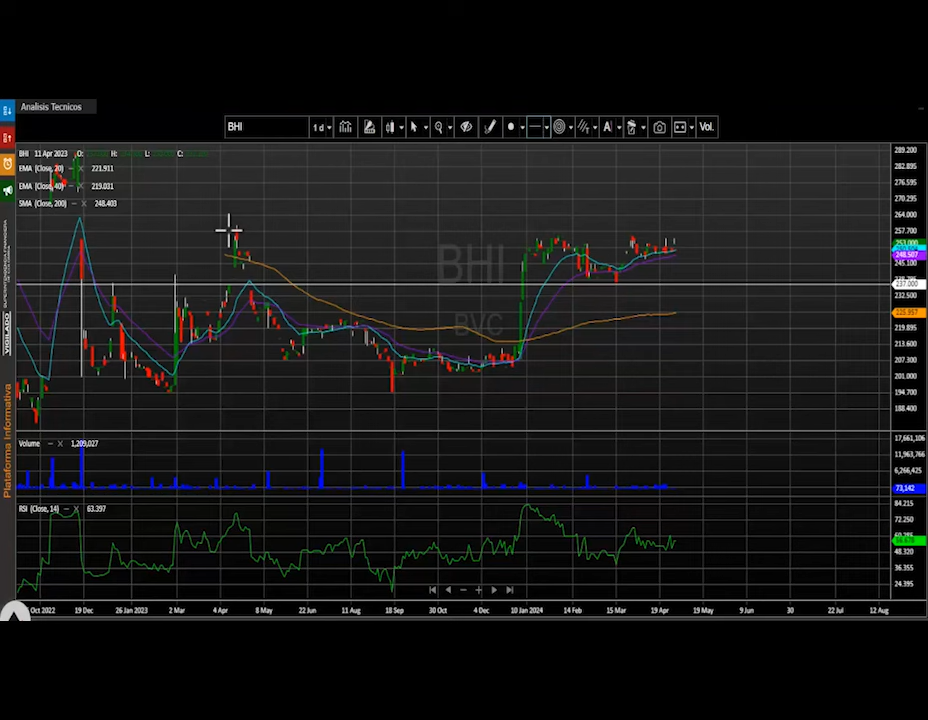 Analisis Tecnicos
BHI
1 d
A
Vol.
BHI 11 Apr 2023 O: H: L: C:
EMA (Close, 20) 221.911
EMA (Close, 40) 219.031
SMA (Close, 200) 248.403
BHI
BVC
289.200
282.895
276.595
270.295
264.000
257.700
253.000
248.507
245.100
237.000
232.500
225.957
219.895
213.600
207.300
201.000
194.700
188.400
VIGILADO
Plataforma Informativa
Volume 1,209,027
17,661,106
11,963,766
6,266,425
73,142
RSI (Close, 14) 63.397
84.215
72.250
48.320
36.355
24.395
Oct 2022 19 Dec 26 Jan 2023 2 Mar 4 Apr 8 May 22 Jun 11 Aug 18 Sep 30 Oct 4 Dec 10 Jan 2024 14 Feb 15 Mar 19 Apr 19 May 9 Jun 30 22 Jul 12 Aug